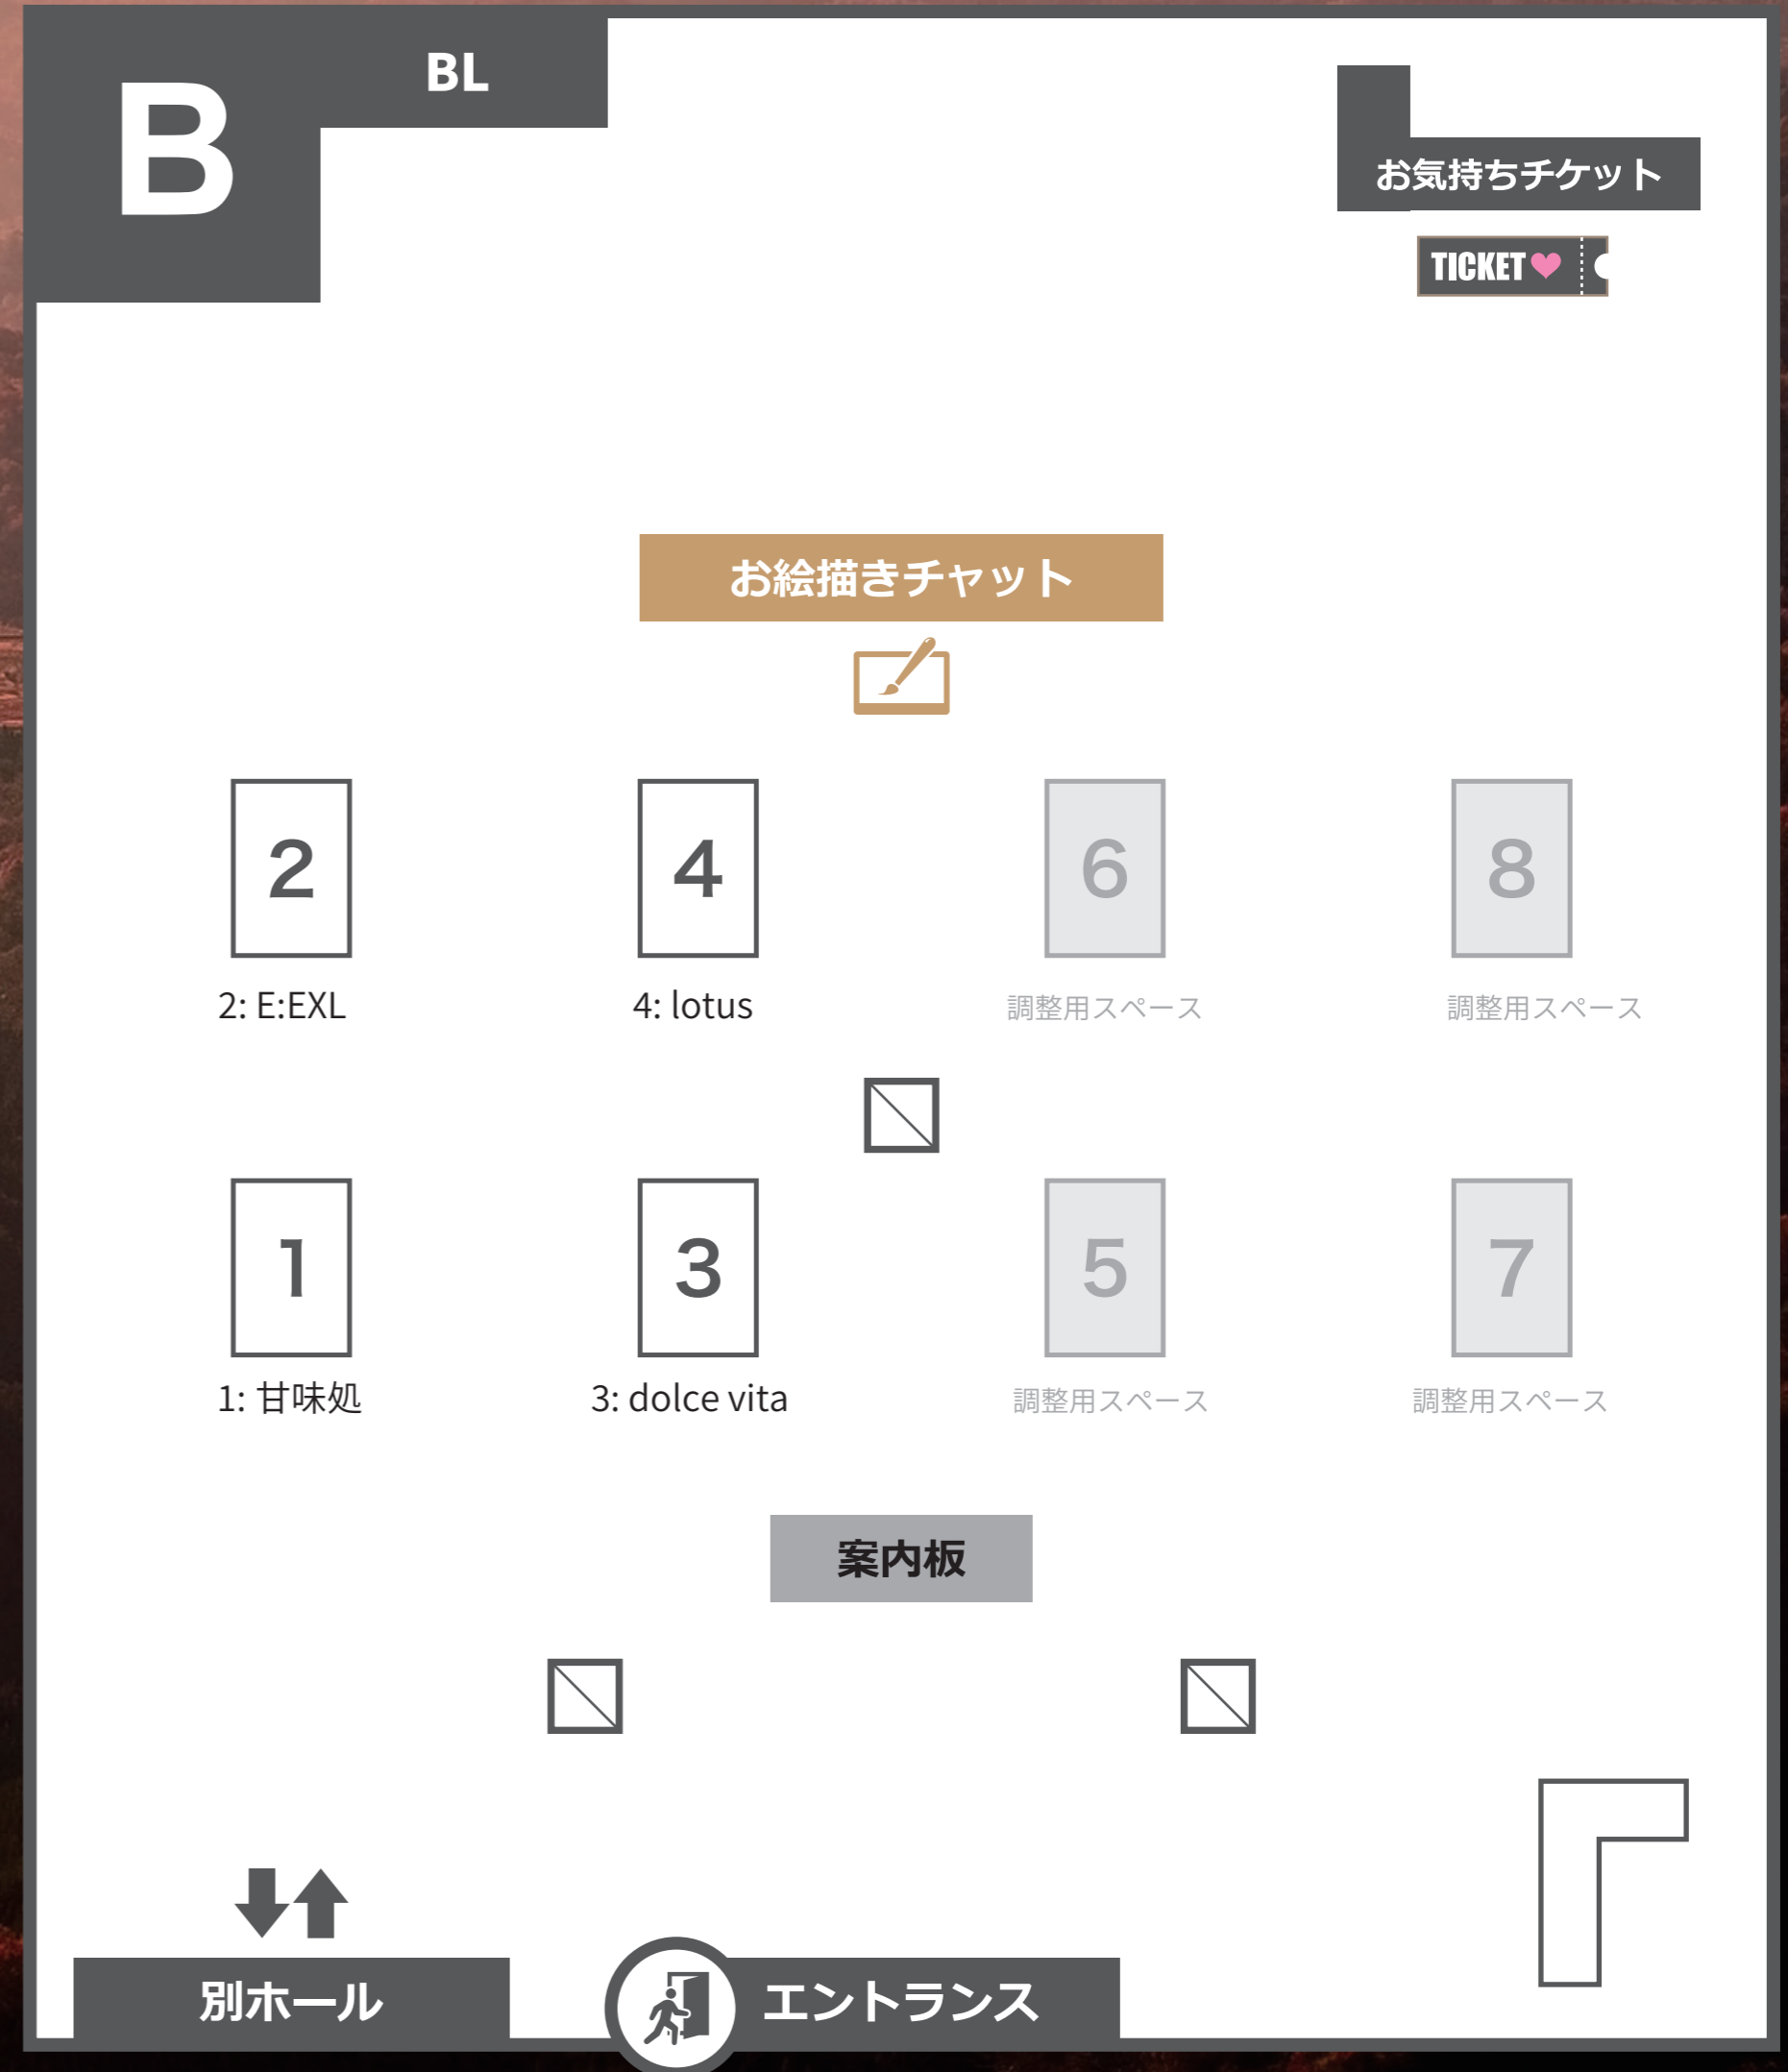 B
BL
お気持ちチケット
TICKET
お絵描きチャット
2
4
6
8
2: E:EXL
4: lotus
調整用スペース
調整用スペース
1
3
5
7
1: 甘味処
3: dolce vita
調整用スペース
調整用スペース
案内板
別ホール
エントランス